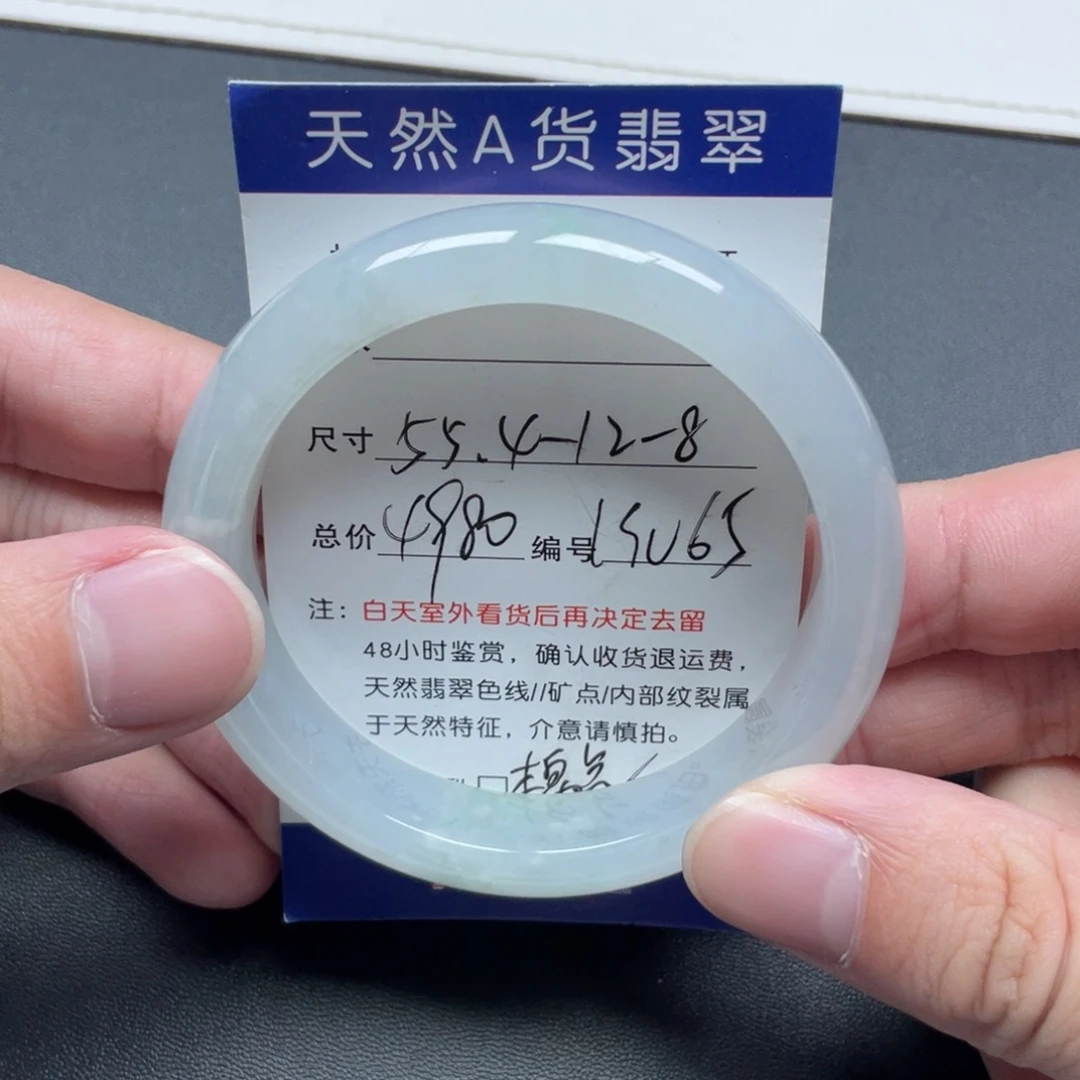 天然A货翡翠
尺寸 55.4-12-8
总价 4980 编号
注：白天室外看货后再决定去留
48小时鉴赏，确认收货退运费，
天然翡翠色线//矿点/内部纹裂属
于天然特征，介意请慎拍。